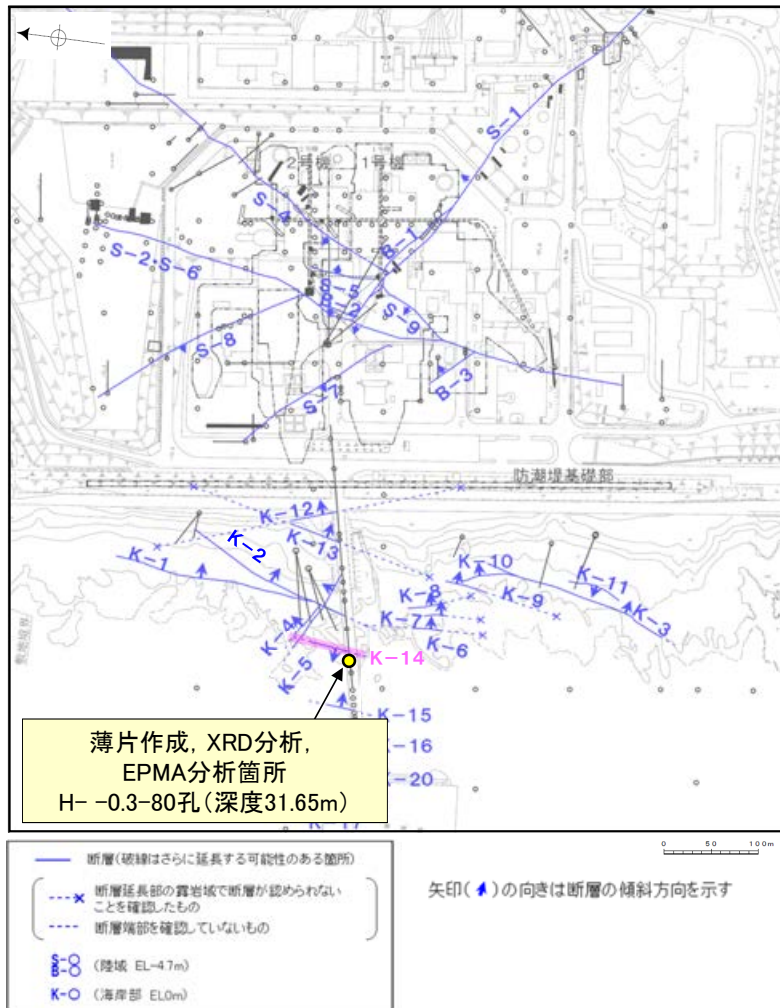 S-1
2号機
1号機
S-4
B-1
S-2・S-6
S-5
B-2
S-9
S-8
B-3
S-7
防潮堤基礎部
K-12
K-2
K-13
K-1
K-10
K-11
K-8
K-9
K-3
K-7
K-4
K-6
K-14
K-5
K-15
薄片作成, XRD分析,
EPMA分析箇所
H- -0.3-80孔(深度31.65m)
K-16
K-20
K-17
断層(破線はさらに延長する可能性のある箇所)
断層延長部の露岩域で断層が認められない
ことを確認したもの
断層端部を確認していないもの
S-○
B-○ (陸域 EL-4.7m)
K-○ (海岸部 EL0m)
0 50 100m
矢印( )の向きは断層の傾斜方向を示す